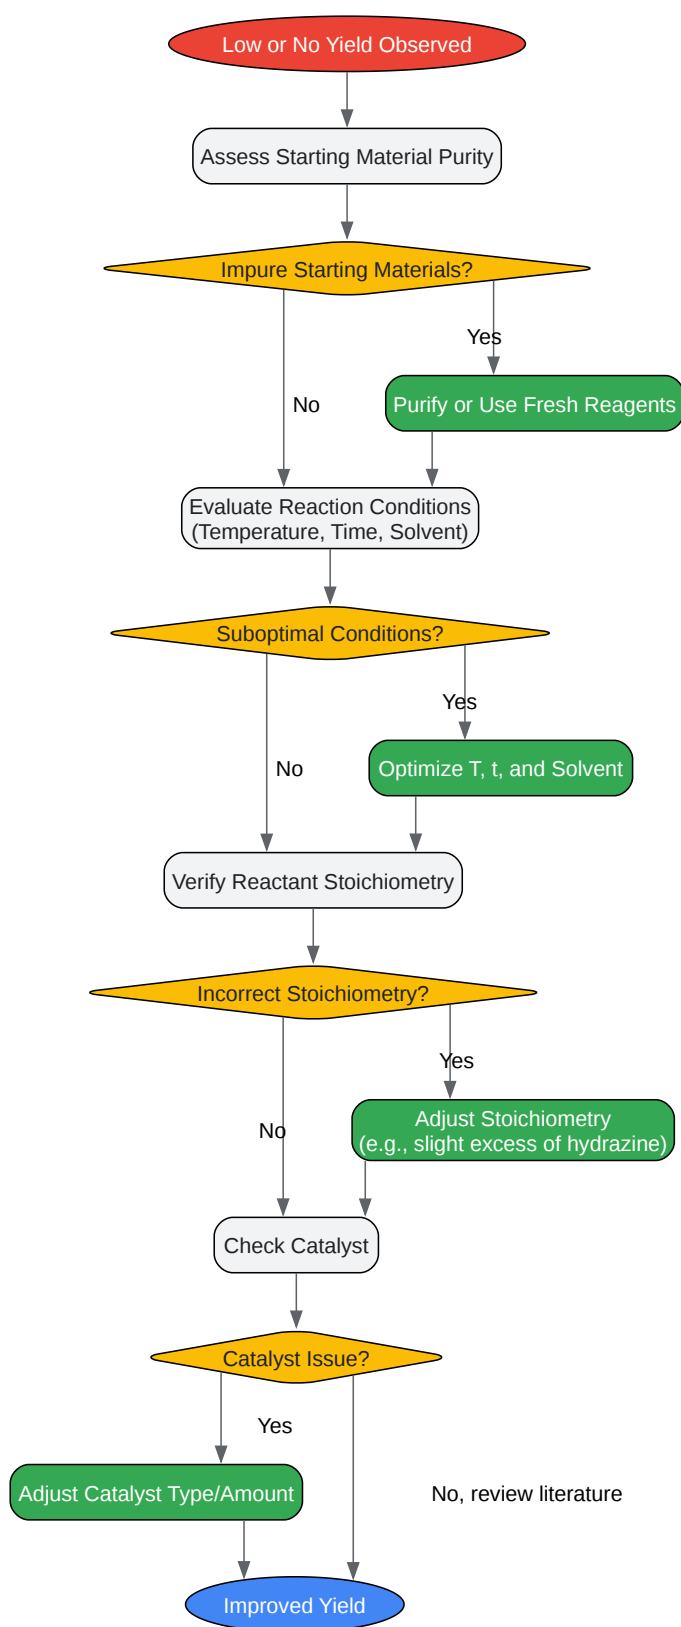 Low or No Yield Observed
Assess Starting Material Purity
Impure Starting Materials?
Yes
No
Purify or Use Fresh Reagents
Evaluate Reaction Conditions
(Temperature, Time, Solvent)
Suboptimal Conditions?
Yes
No
Optimize T, t, and Solvent
Verify Reactant Stoichiometry
Incorrect Stoichiometry?
Yes
No
Adjust Stoichiometry
(e.g., slight excess of hydrazine)
Check Catalyst
Catalyst Issue?
Yes
Adjust Catalyst Type/Amount
No, review literature
Improved Yield